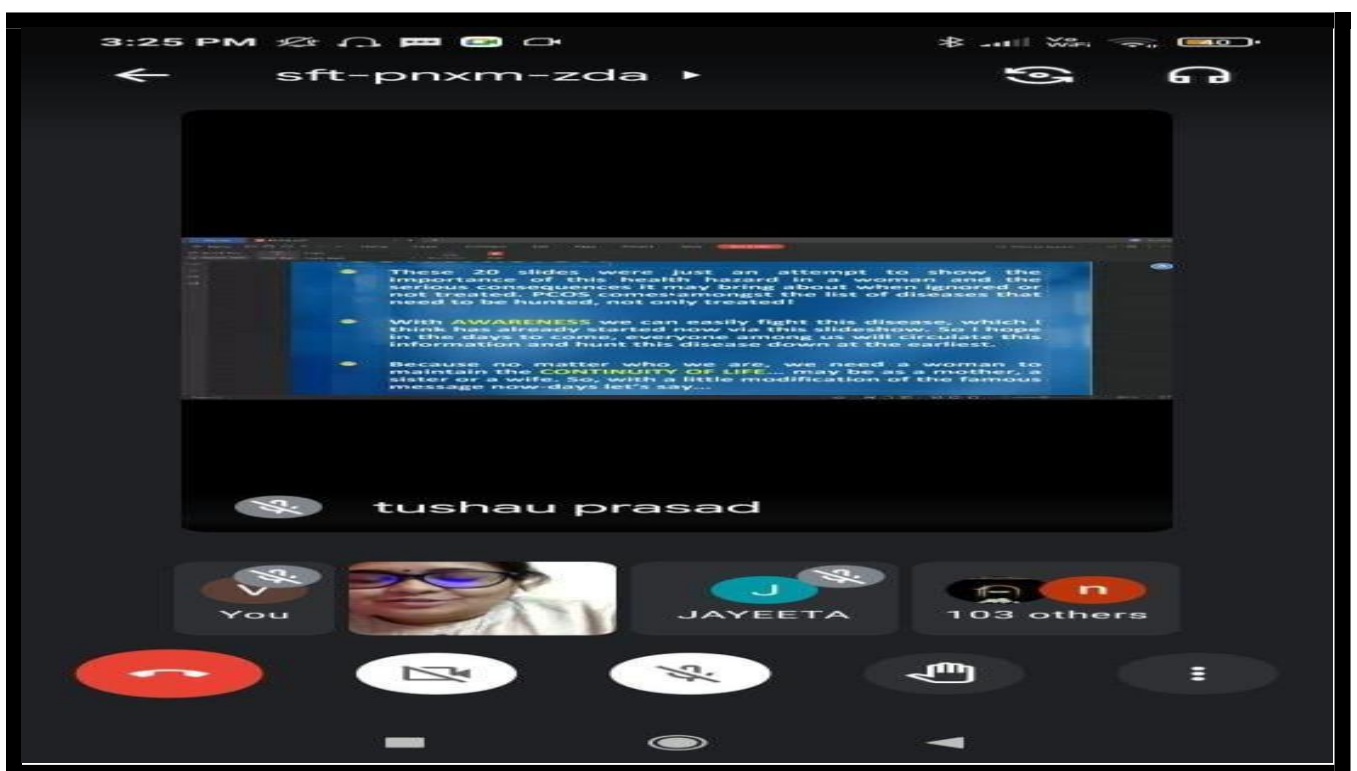 3:25 PM
Vo
WiFi
40
sft-pnxm-zda
These 20 slides were just an attempt to show the
importance of this health hazard in a woman and the
serious consequences it may bring about when ignored or
not treated. PCOS comes amongst the list of diseases that
need to be hunted, not only treated!
With AWARENESS we can easily fight this disease, which I
think has already started now via this slideshow. So I hope
in the days to come, everyone among us will circulate this
information and hunt this disease down at the earliest.
Because no matter who we are, we need a woman to
maintain the CONTINUITY OF LIFE... may be as a mother, a
sister or a wife. So, with a little modification of the famous
message now-days let's say...
tushau prasad
V
You
J
JAYEETA
n
103 others